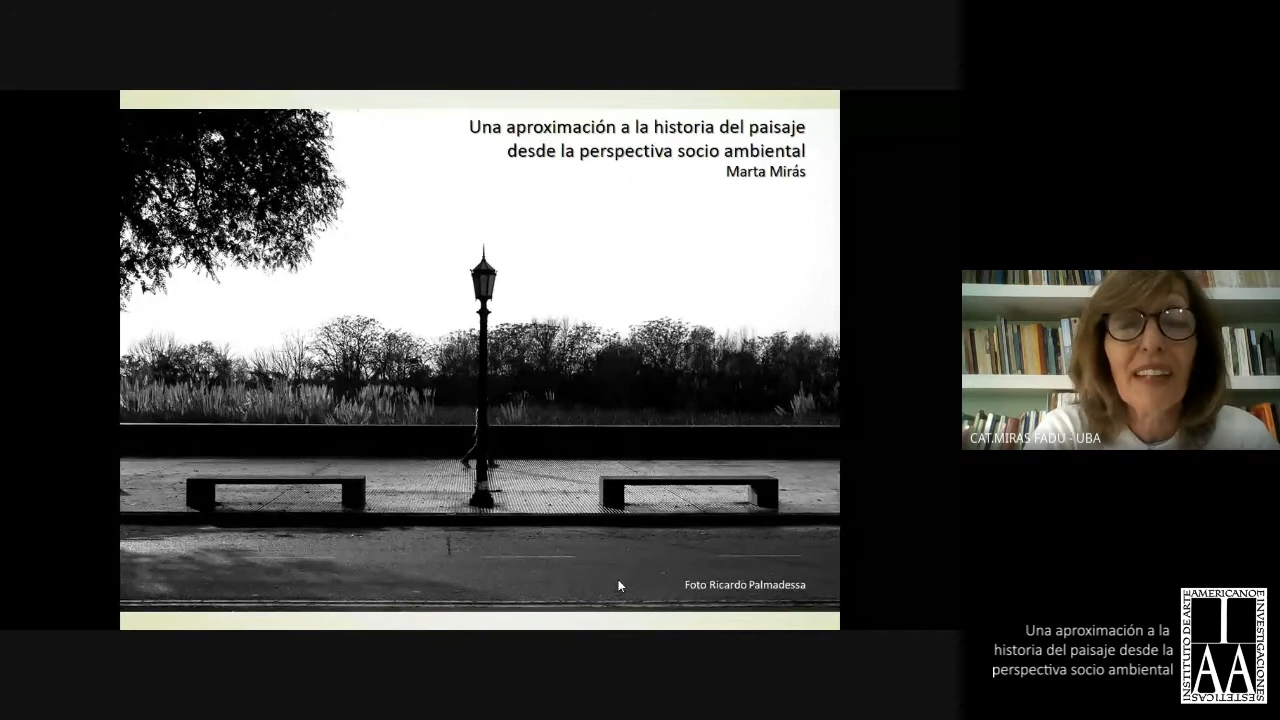 Una aproximación a la historia del paisaje
desde la perspectiva socio ambiental
Marta Mirás
Foto Ricardo Palmadessa
CAT.MIRAS FADU - UBA
Una aproximación a la
historia del paisaje desde la
perspectiva socio ambiental
INSTITUTO DE ARTE
AMERICANO
E INVESTIGACIONES
ESTETICAS
I
AA